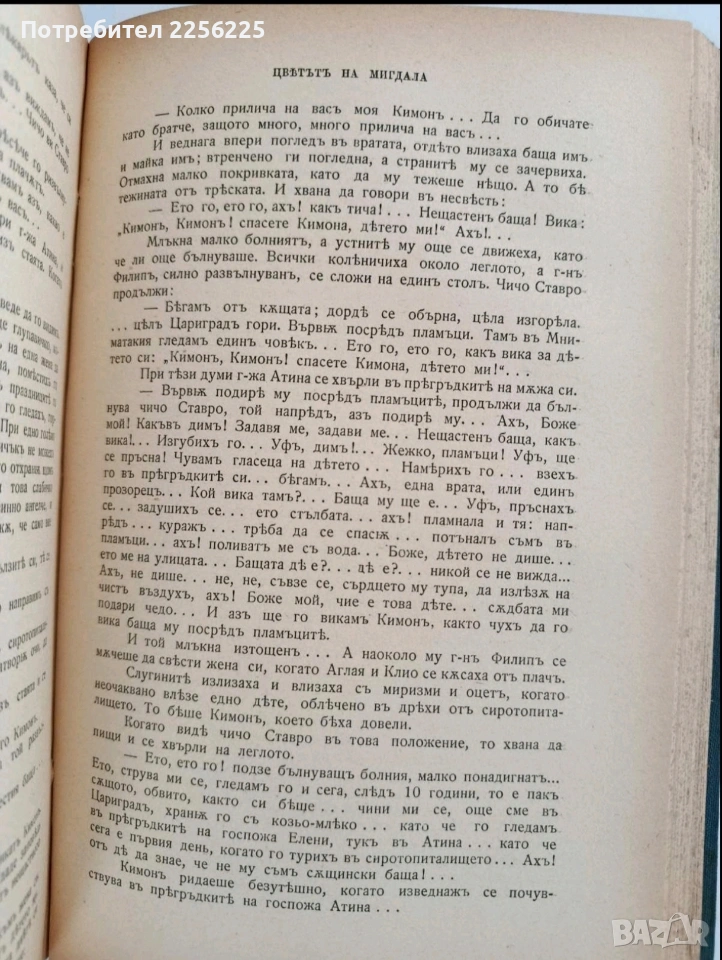 Потребител 2256225
ЦВѢТЪТЪ НА МИГДАЛА
— Колко прилича на васъ моя Кимонъ... Да го обичате
като братче, защото много, много прилича на васъ...
И веднага впери погледъ въ вратата, отдѣто влизаха баща имъ
и майка имъ; втренчено ги погледна, а странитѣ му се зачервиха.
Отмахна малко покривката, като да му тежеше нѣщо. А то бѣ
тежината отъ трѣската. И хвана да говори въ несвѣсть:
— Ето го, ето го, ахъ! какъ тича!... Нещастенъ баща! Вика:
„Кимонъ, Кимонъ! спасете Кимона, дѣтето ми!“ Ахъ!...
Млъкна малко болниятъ, а устнитѣ му още се движеха, като
че ли още бълнуваше. Всички колѣничиха около леглото, а г-нъ
Филипъ, силно развълнуванъ, се сложи на единъ столъ. Чичо Ставро
продължи:
— Бѣгамъ отъ кѫщата; дордѣ се обърна, цѣла изгорѣла.
... цѣлъ Цариградъ гори. Вървѭ посрѣдъ пламъци. Тамъ въ Мни-
матакия гледамъ единъ човѣкъ... Ето го, ето го, какъ вика за дѣ-
тето си: „Кимонъ, Кимонъ! спасете Кимона, дѣтето ми!“...
При тѣзи думи г-жа Атина се хвърли въ прѣгрѫдкитѣ на мѫжа си.
— Вървѭ подирѣ му посрѣдъ пламъцитѣ, продължи да бъл-
нува чичо Ставро, той напрѣдъ, азъ подирѣ му... Ахъ, Боже
мой! Какъвъ димъ! Задави ме, задави ме... Нещастенъ баща, какъ
вика!... Изгубихъ го... Уфъ, димъ!... Жежко, пламъци! Уфъ, ще
се пръсна! Чувамъ гласеца на дѣтето... Намѣрихъ го... взехъ
го въ прѣгрѫдкитѣ си... бѣгамъ... Ахъ, една врата, или единъ
прозорецъ... Кой вика тамъ?... Баща му ще е... Уфъ, пръснахъ
се... задушихъ се... ето стълбата... ахъ! пламнала и тя: нап-
рѣдъ... куражъ... трѣба да се спасѭ... потъналъ съмъ въ
пламъци... ахъ! поливатъ ме съ вода... Боже, дѣтето не дише...
ето ме на улицата... Бащата дѣ е?... дѣ е?... никой се не вижда...
Ахъ, не дише... не, не, съвзе се, сърдцето му тупа, да излѣзѫ на
чистъ въздухъ, ахъ! Боже мой, чие е това дѣте... сѫдбата ми
подари чедо... И азъ ще го викамъ Кимонъ, както чухъ да го
вика баща му посрѣдъ пламъцитѣ.
И той млъкна изтощенъ... А наоколо му г-нъ Филипъ се
мѫчеше да свѣсти жена си, когато Аглая и Клио се кѫсаха отъ плачъ.
Слугинитѣ излизаха и влизаха съ миризми и оцетъ, когато
неочаквано влѣзе едно дѣте, облѣчено въ дрѣхи отъ сиротопита-
лището. То бѣше Кимонъ, което бѣха довели.
Когато видѣ чичо Ставро въ това положение, то хвана да
пищи и се хвърли на леглото.
— Ето, ето го! подзе бълнуващъ болния, малко понадигнатъ...
Ето, струва ми се, гледамъ го и сега, слѣдъ 10 години, то е пакъ
сѫщото, обвито, както си бѣше... чини ми се, още сме въ
Цариградъ, хранѭ го съ козьо-млѣко... като че го гледамъ
въ прѣгрѫдкитѣ на госпожа Елени, тукъ въ Атина... като че
сега е първия день, когато го турихъ въ сиротопиталището... Ахъ!
отъ дѣ да знае, че не му съмъ сѫщински баща!...
Кимонъ ридаеше безутѣшно, когато изведнажъ се почув-
ствува въ прѣгрѫдкитѣ на госпожа Атина...
BAZAR